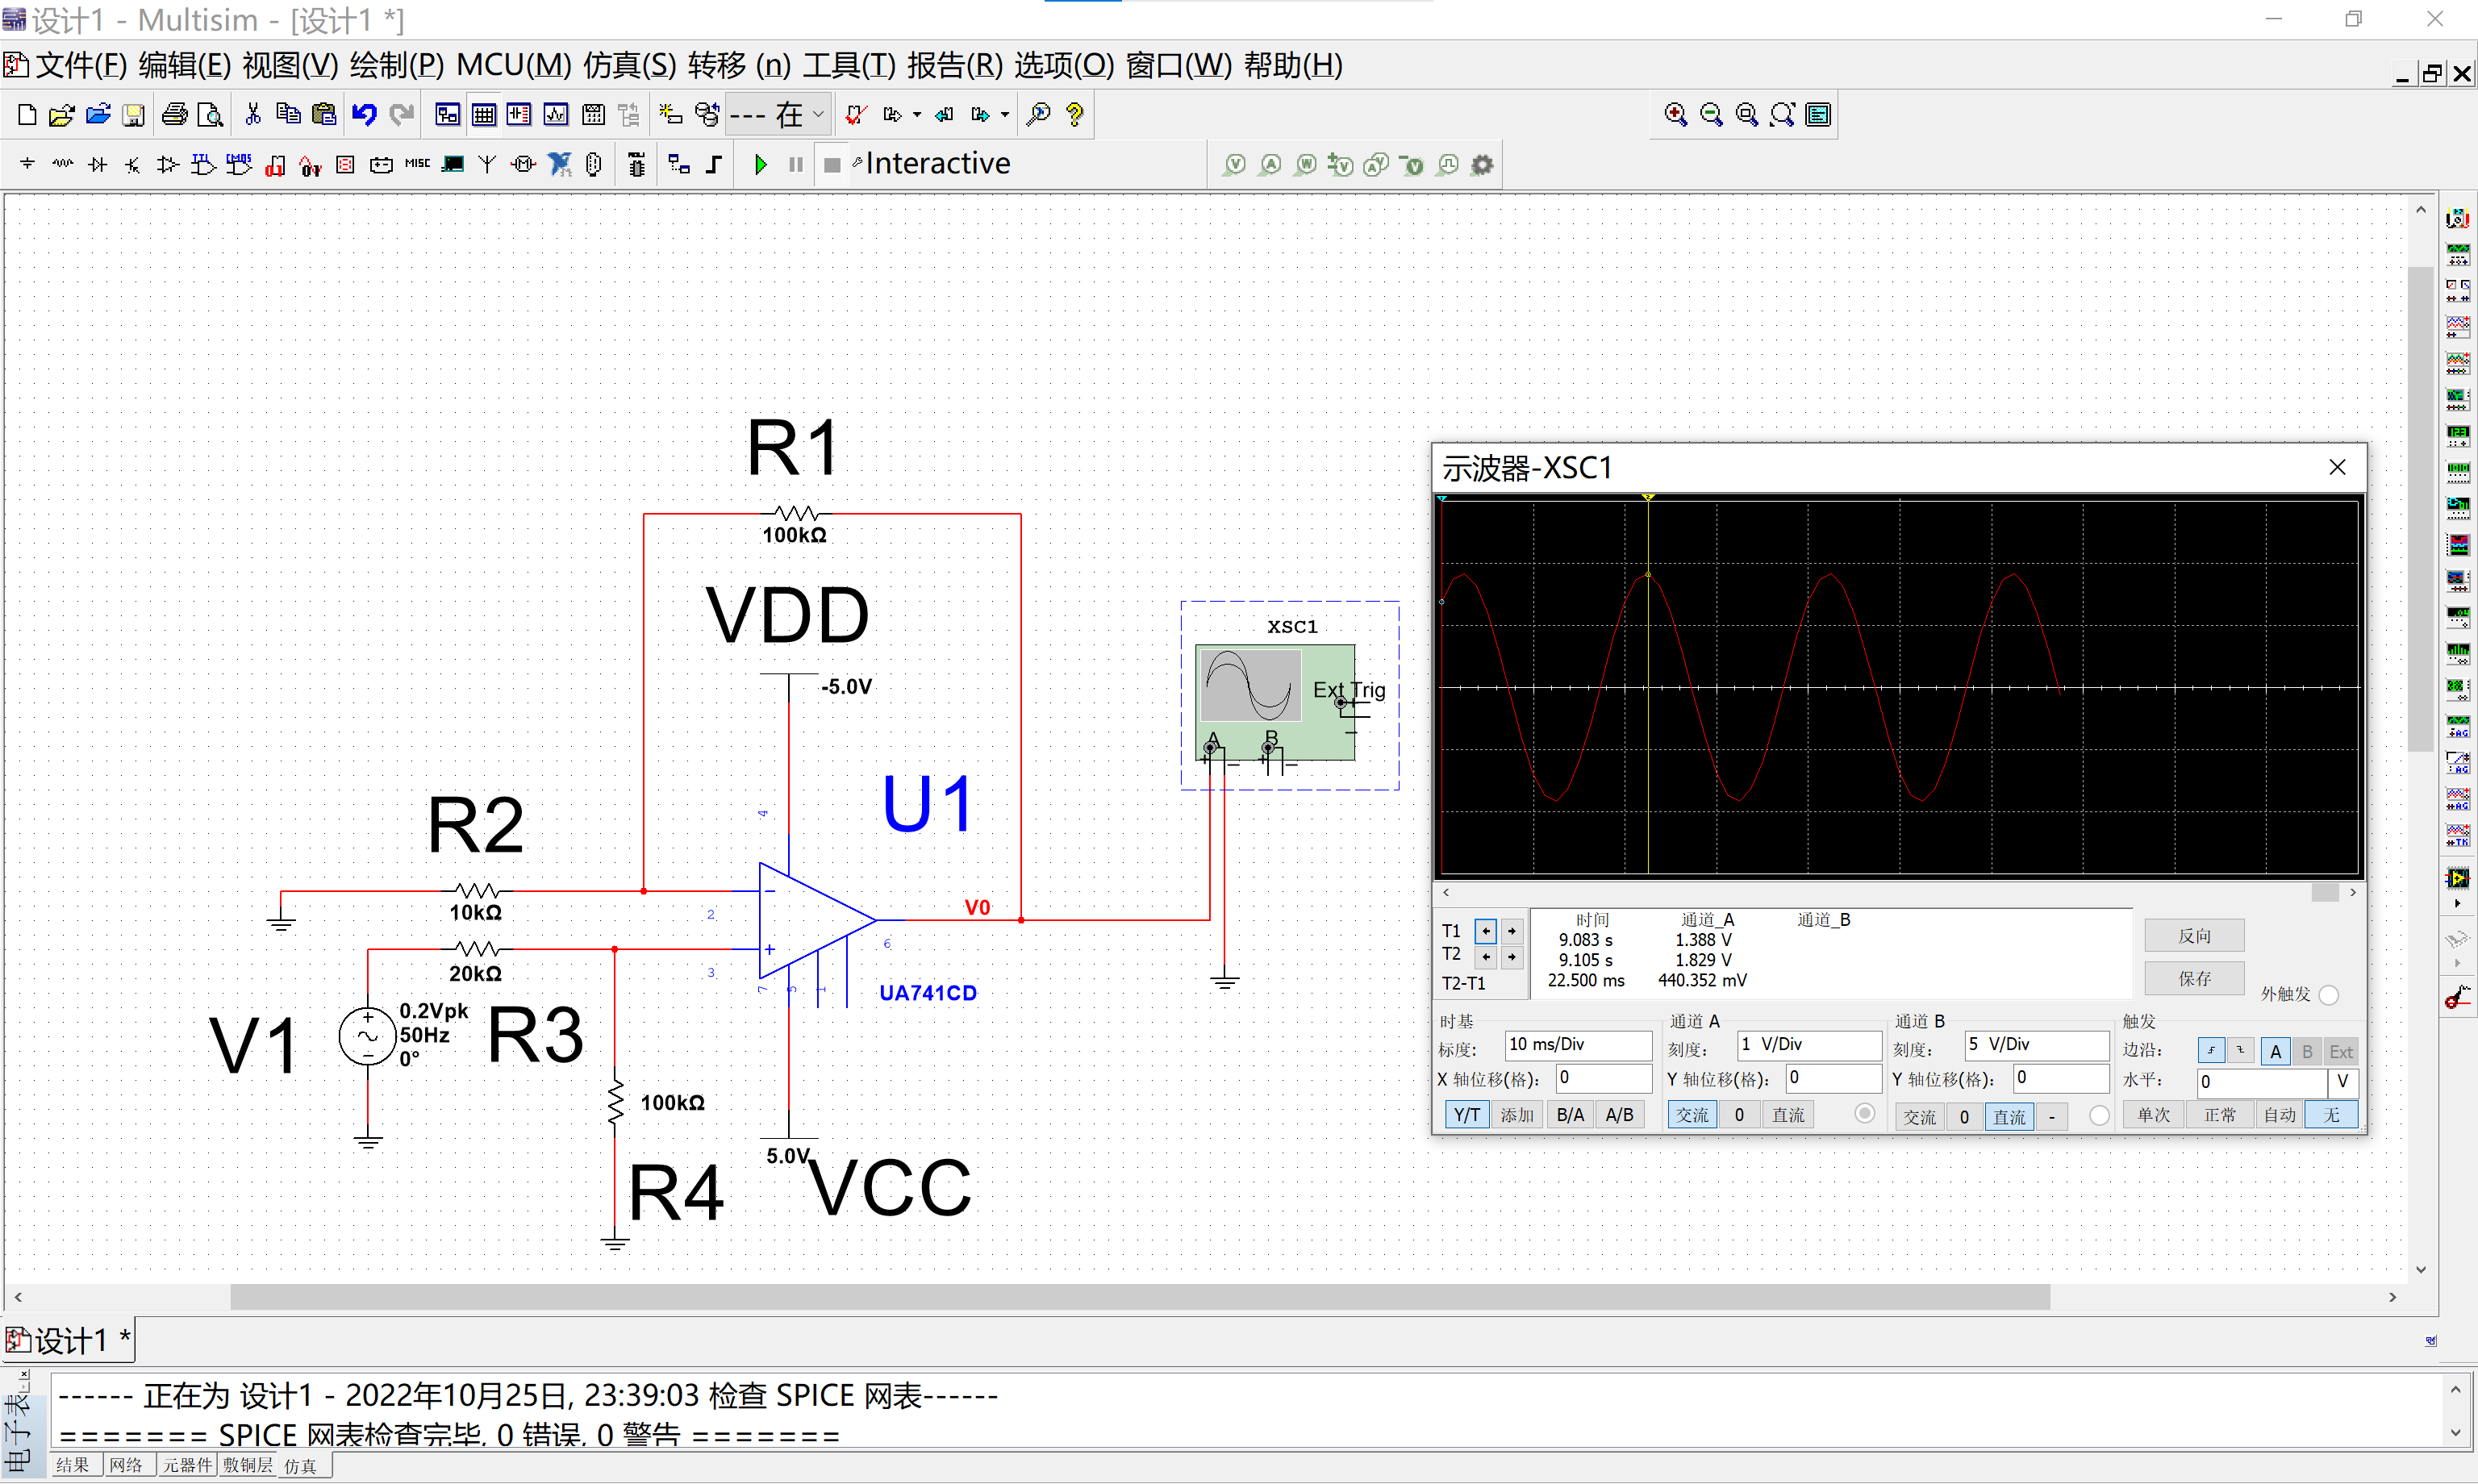 设计1 - Multisim - [设计1 *]
文件(F) 编辑(E) 视图(V) 绘制(P) MCU(M) 仿真(S) 转移 (n) 工具(T) 报告(R) 选项(O) 窗口(W) 帮助(H)
--- 在
MISC
Interactive
R1
100kΩ
VDD
-5.0V
U1
4
R2
10kΩ
2
V0
6
20kΩ
3
7
5
1
UA741CD
V1
0.2Vpk
50Hz
0°
R3
100kΩ
R4
5.0V
VCC
XSC1
Ext Trig
A
B
示波器-XSC1
时间 通道_A 通道_B
T1 9.083 s 1.388 V
T2 9.105 s 1.829 V
T2-T1 22.500 ms 440.352 mV
反向
保存
外触发
时基 通道 A 通道 B 触发
标度: 10 ms/Div 刻度: 1 V/Div 刻度: 5 V/Div 边沿: A B Ext
X 轴位移(格): 0 Y 轴位移(格): 0 Y 轴位移(格): 0 水平: 0 V
Y/T 添加 B/A A/B 交流 0 直流 交流 0 直流 - 单次 正常 自动 无
设计1 *
------ 正在为 设计1 - 2022年10月25日, 23:39:03 检查 SPICE 网表------
======= SPICE 网表检查完毕, 0 错误, 0 警告 =======
电子表
结果 网络 元器件 敷铜层 仿真